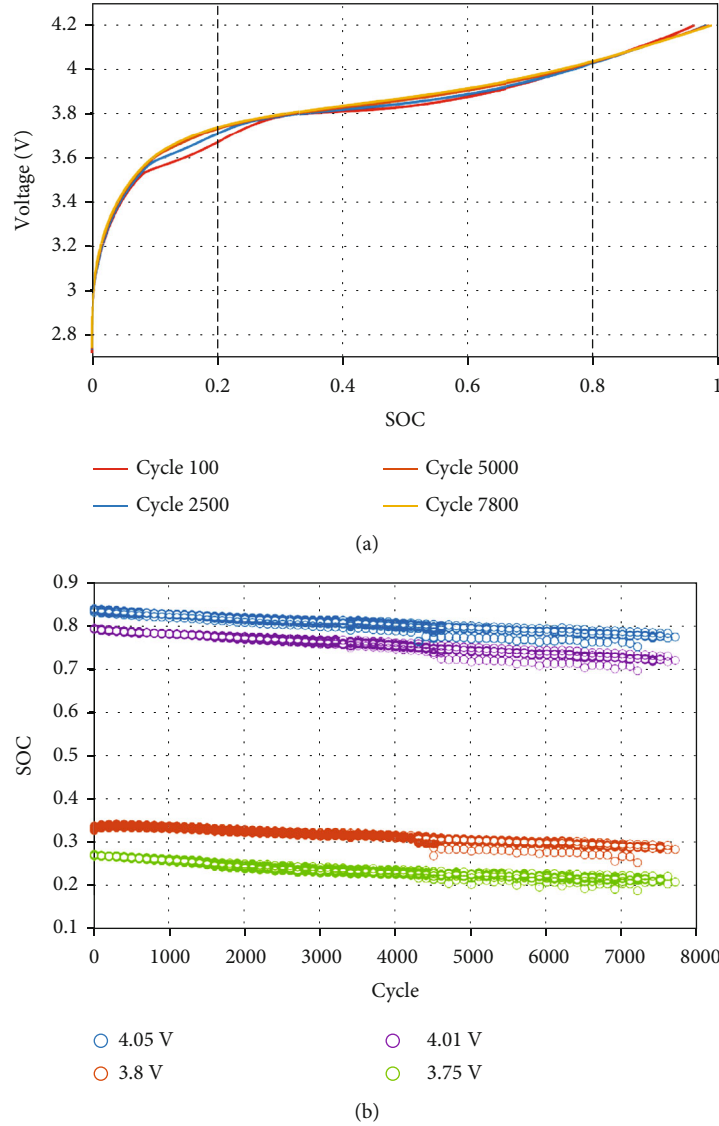 4.2
4
3.8
3.6
3.4
3.2
3
2.8
Voltage (V)
0 0.2 0.4 0.6 0.8 1
SOC
Cycle 100 Cycle 5000
Cycle 2500 Cycle 7800
(a)
0.9
0.8
0.7
0.6
0.5
0.4
0.3
0.2
0.1
SOC
0 1000 2000 3000 4000 5000 6000 7000 8000
Cycle
4.05 V 4.01 V
3.8 V 3.75 V
(b)